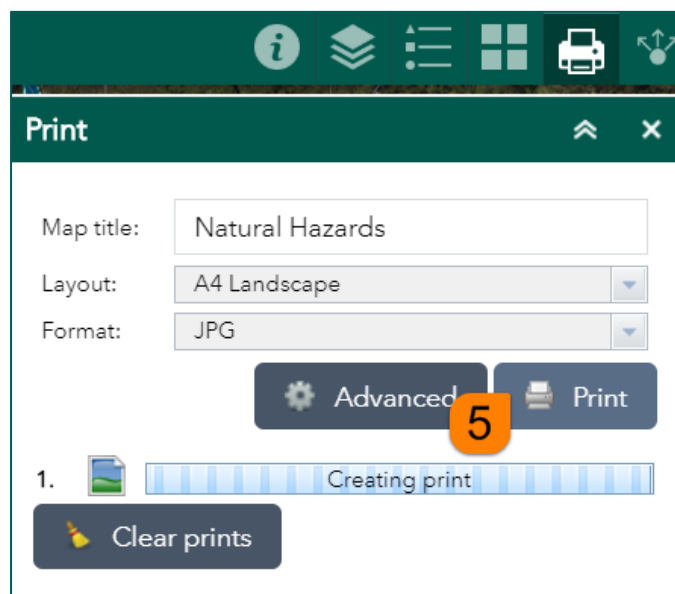 Print
Map title: Natural Hazards
Layout: A4 Landscape
Format: JPG
Advanced Print
5
1. Creating print
Clear prints